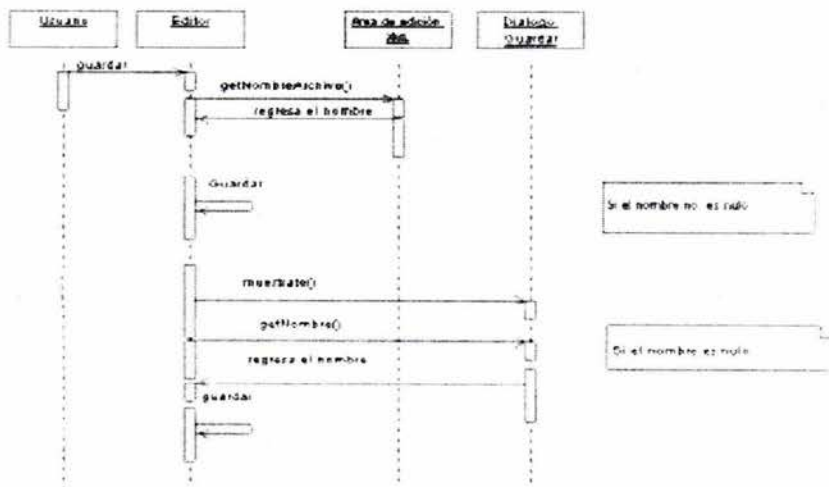 Usuario
Editor
Area de edición
XML
Dialogo
Guardar
guardar
getNombreArchivo()
regresa el nombre
Guardar
Si el nombre no es nulo
muestrate()
getNombre()
Si el nombre es nulo
regresa el nombre
guardar